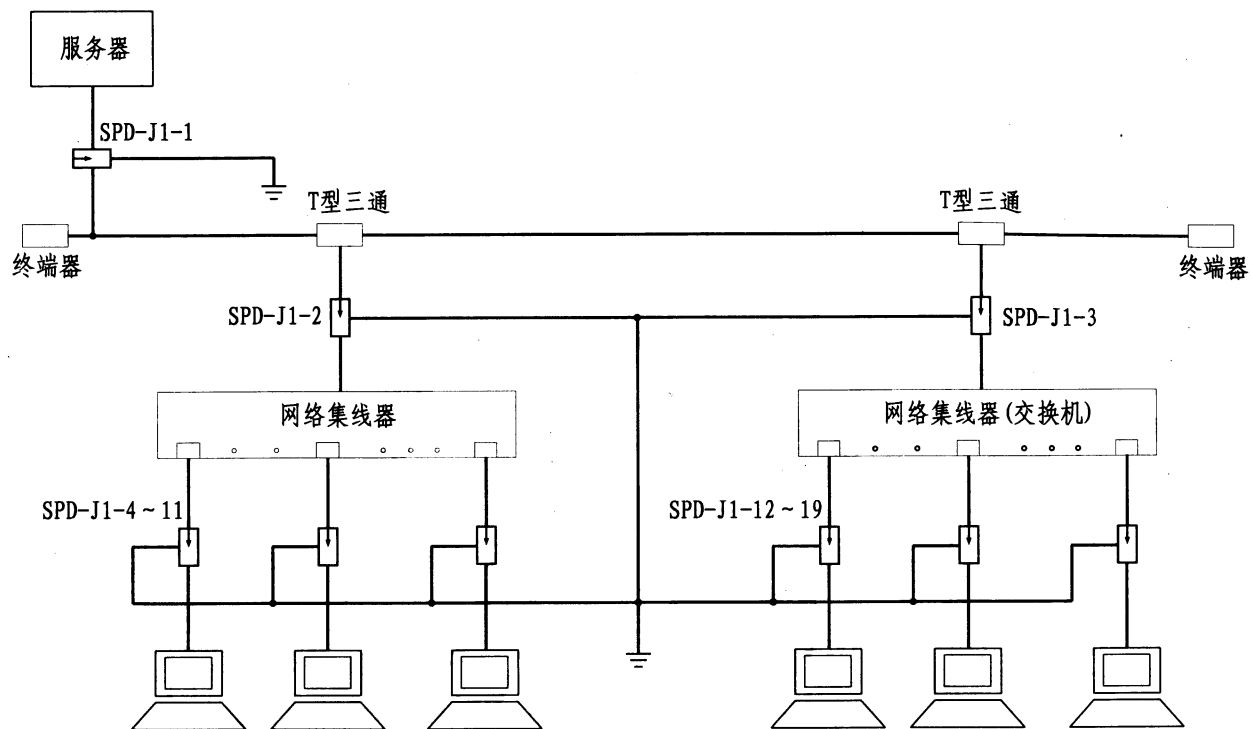 服务器
SPD-J1-1
T型三通
T型三通
终端器
终端器
SPD-J1-2
SPD-J1-3
网络集线器
网络集线器(交换机)
SPD-J1-4~11
SPD-J1-12~19